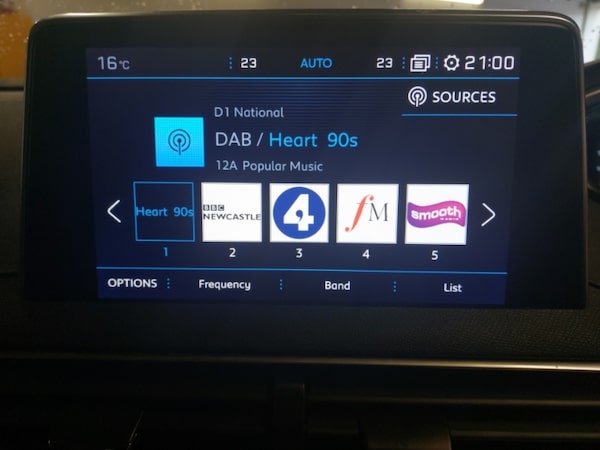 16°C 23 AUTO 23 21:00
SOURCES
D1 National
DAB / Heart 90s
12A Popular Music
Heart 90s
BBC
NEWCASTLE
4
fM
smooth
RADIO
1 2 3 4 5
OPTIONS Frequency Band List